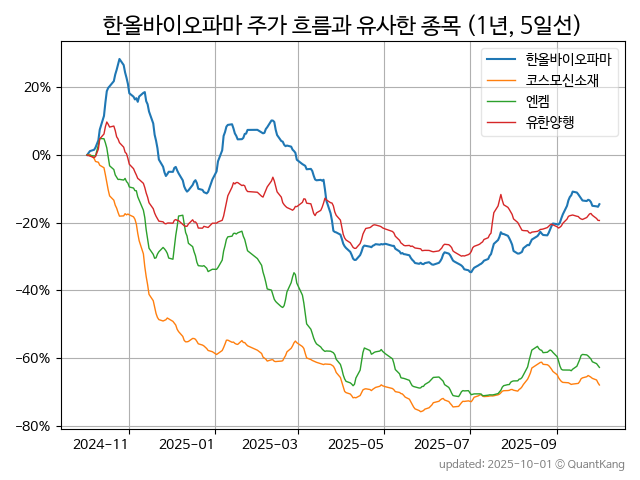 한올바이오파마 주가 흐름과 유사한 종목 (1년, 5일선)
한올바이오파마
코스모신소재
엔켐
유한양행
20%
0%
−20%
−40%
−60%
−80%
2024-11 2025-01 2025-03 2025-05 2025-07 2025-09
updated: 2025-10-01 © QuantKang